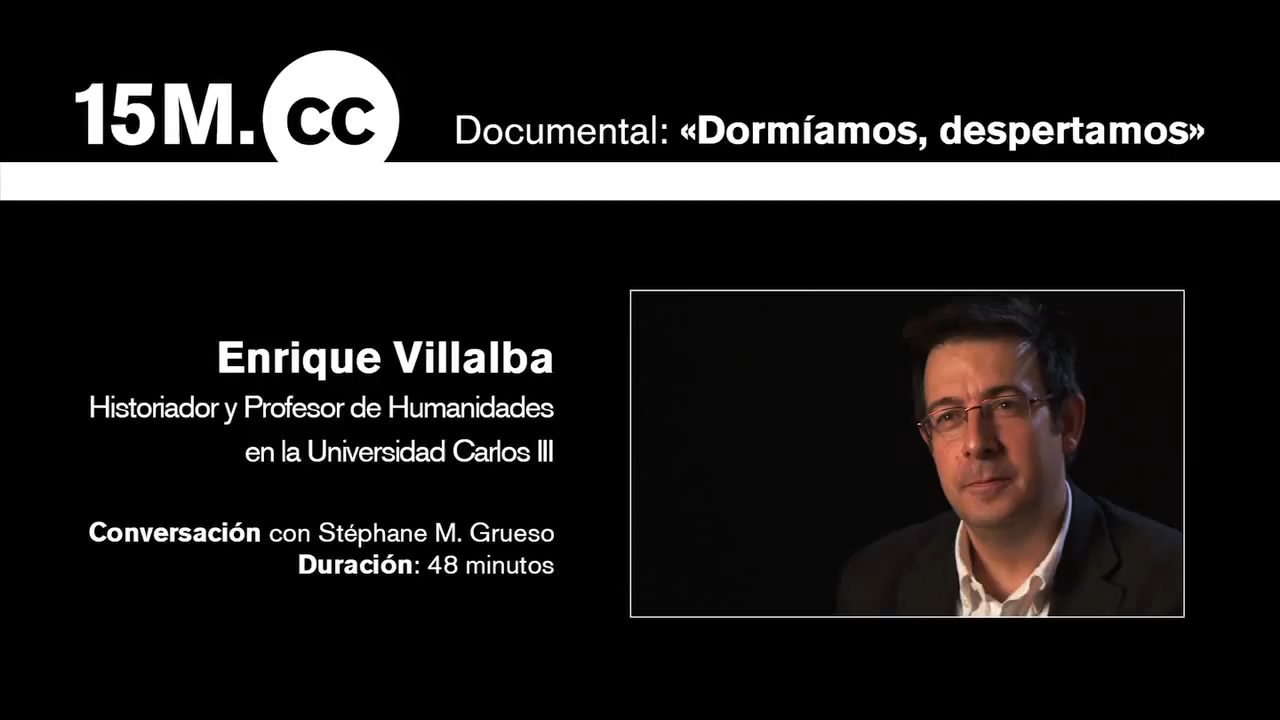 15M.cc
Documental: «Dormíamos, despertamos»
Enrique Villalba
Historiador y Profesor de Humanidades
en la Universidad Carlos III
Conversación con Stéphane M. Grueso
Duración: 48 minutos